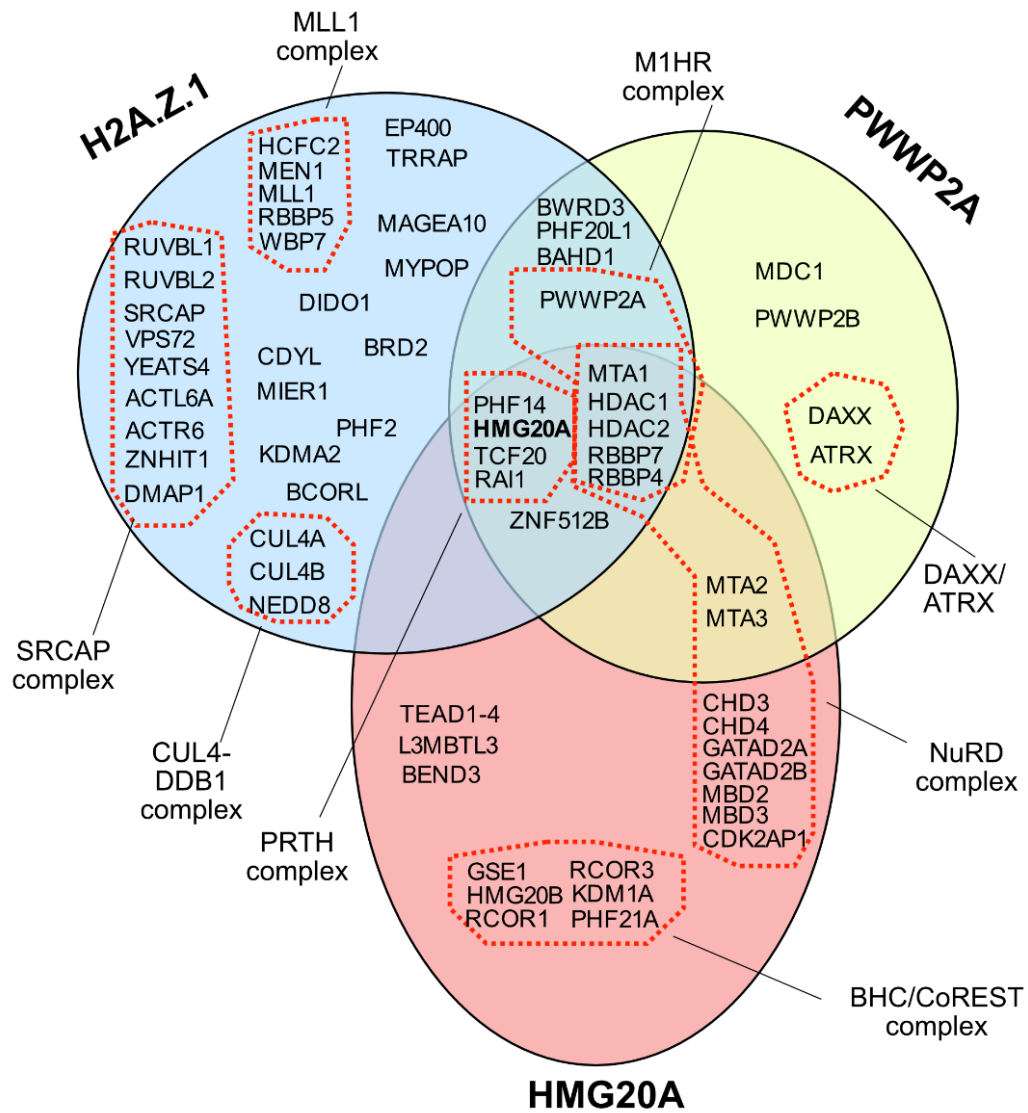 MLL1
complex
M1HR
complex
H2A.Z.1
PWWP2A
HCFC2
MEN1
MLL1
RBBP5
WBP7
EP400
TRRAP
MAGEA10
MYPOP
DIDO1
BRD2
CDYL
MIER1
PHF2
KDMA2
BCORL
RUVBL1
RUVBL2
SRCAP
VPS72
YEATS4
ACTL6A
ACTR6
ZNHIT1
DMAP1
CUL4A
CUL4B
NEDD8
BWRD3
PHF20L1
BAHD1
PWWP2A
MTA1
HDAC1
HDAC2
RBBP7
RBBP4
PHF14
HMG20A
TCF20
RAI1
ZNF512B
MDC1
PWWP2B
DAXX
ATRX
MTA2
MTA3
DAXX/
ATRX
SRCAP
complex
CUL4-
DDB1
complex
PRTH
complex
TEAD1-4
L3MBTL3
BEND3
CHD3
CHD4
GATAD2A
GATAD2B
MBD2
MBD3
CDK2AP1
NuRD
complex
GSE1
HMG20B
RCOR1
RCOR3
KDM1A
PHF21A
BHC/CoREST
complex
HMG20A